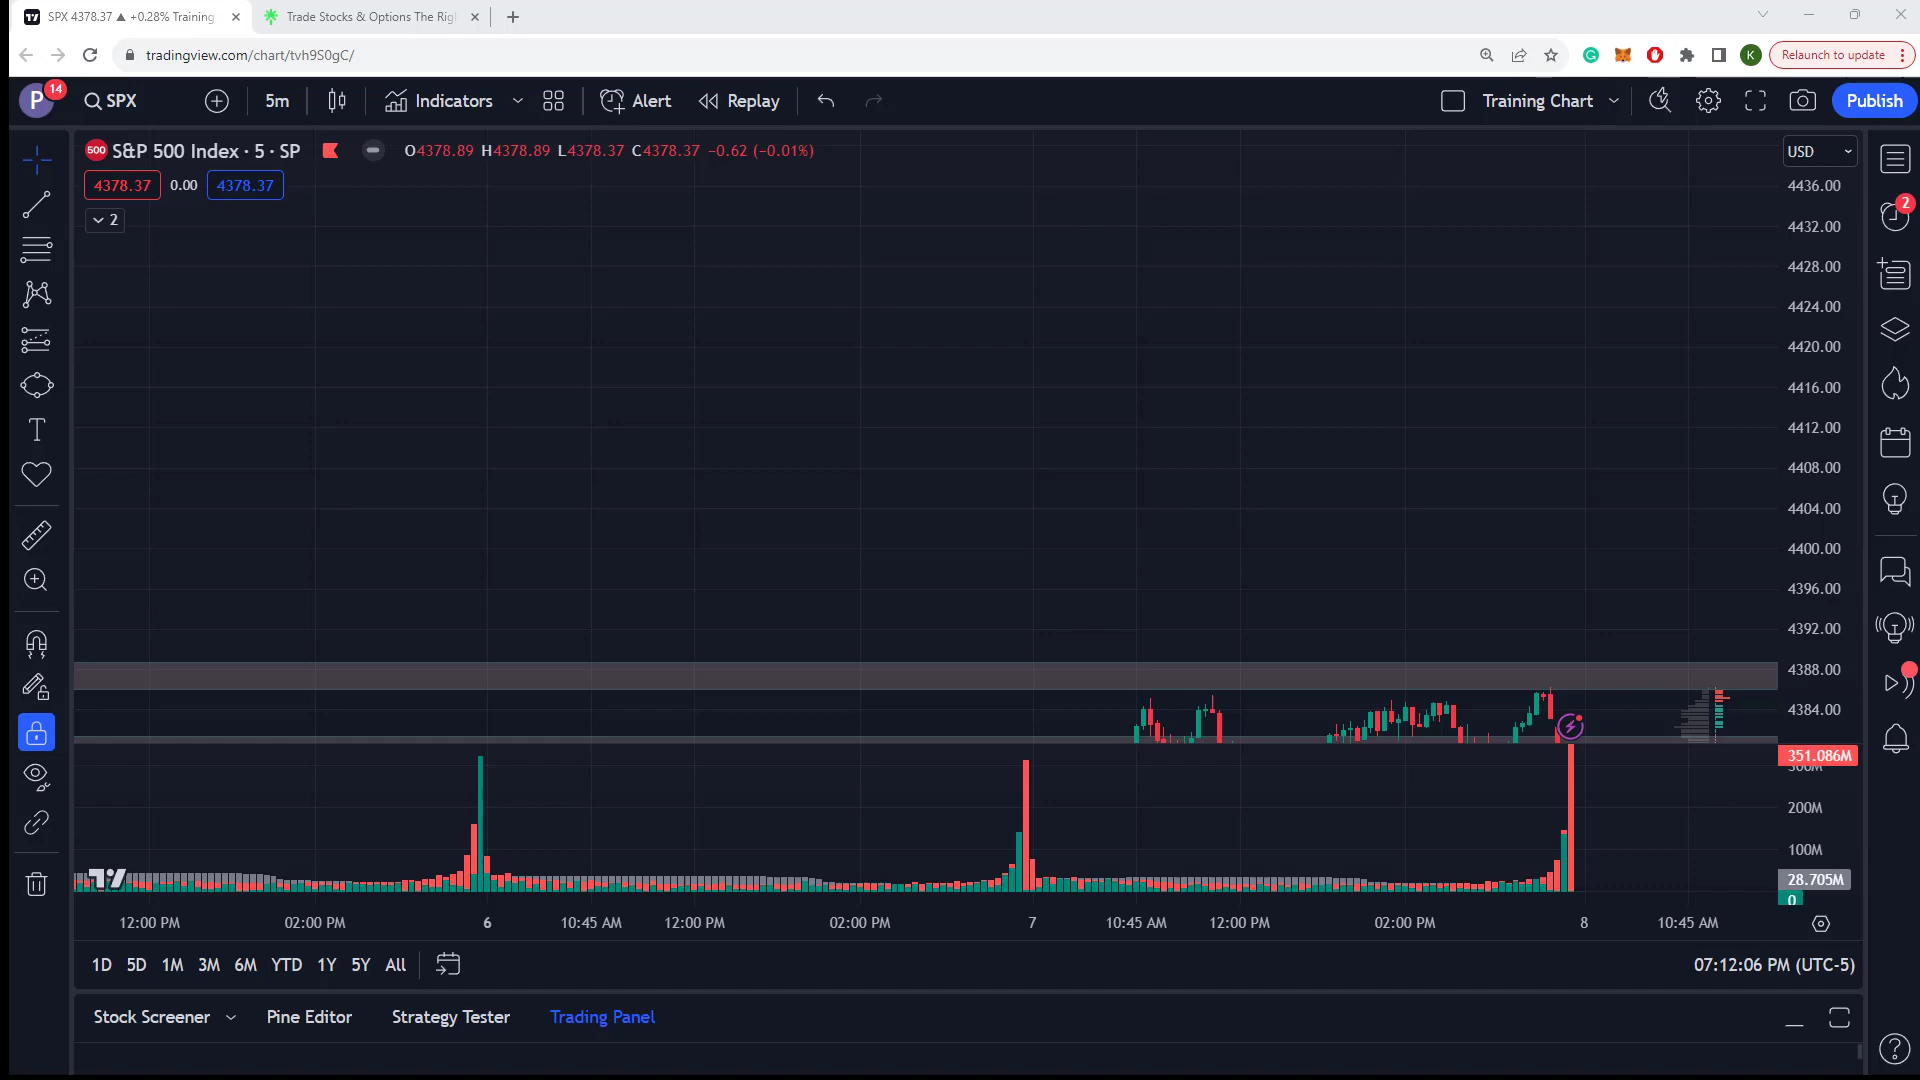 SPX 4378.37 ▲ +0.28% Training
Trade Stocks & Options The Rig
tradingview.com/chart/tvh9S0gC/
K
Relaunch to update
P
14
SPX
5m
Indicators
Alert
Replay
Training Chart
Publish
500
S&P 500 Index · 5 · SP
O4378.89 H4378.89 L4378.37 C4378.37 −0.62 (−0.01%)
USD
4378.37
0.00
4378.37
2
4436.00
4432.00
4428.00
4424.00
4420.00
4416.00
4412.00
4408.00
4404.00
4400.00
4396.00
4392.00
4388.00
4384.00
2
351.086M
300M
200M
100M
28.705M
0
12:00 PM
02:00 PM
6
10:45 AM
12:00 PM
02:00 PM
7
10:45 AM
12:00 PM
02:00 PM
8
10:45 AM
1D 5D 1M 3M 6M YTD 1Y 5Y All
07:12:06 PM (UTC-5)
Stock Screener
Pine Editor
Strategy Tester
Trading Panel